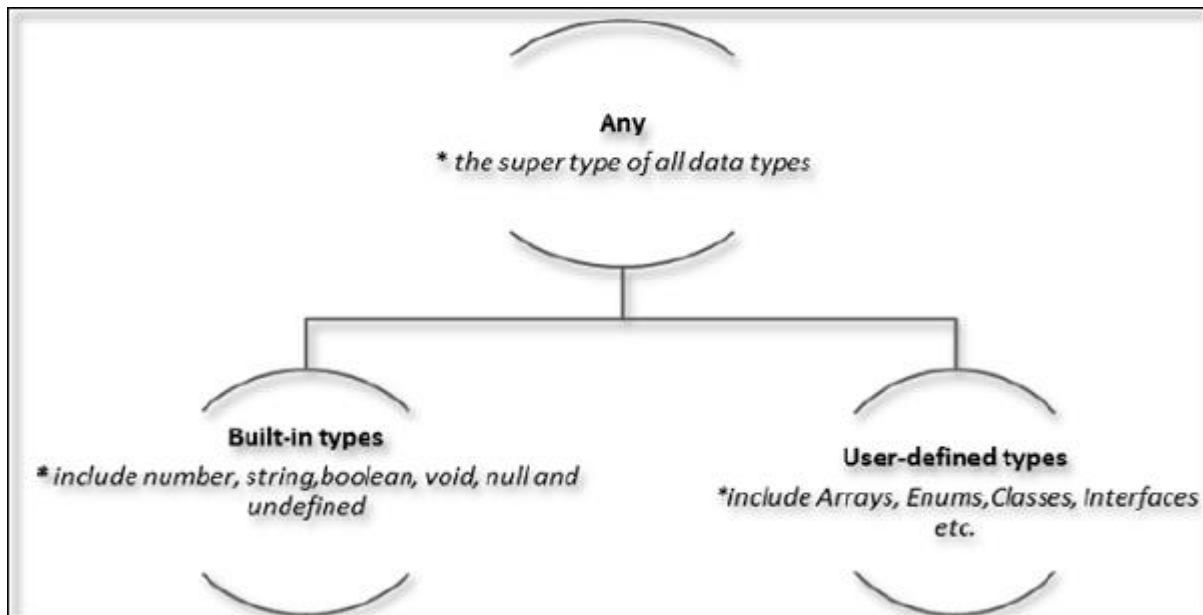 Any
* the super type of all data types
Built-in types
* include number, string,boolean, void, null and
undefined
User-defined types
*include Arrays, Enums,Classes, Interfaces
etc.